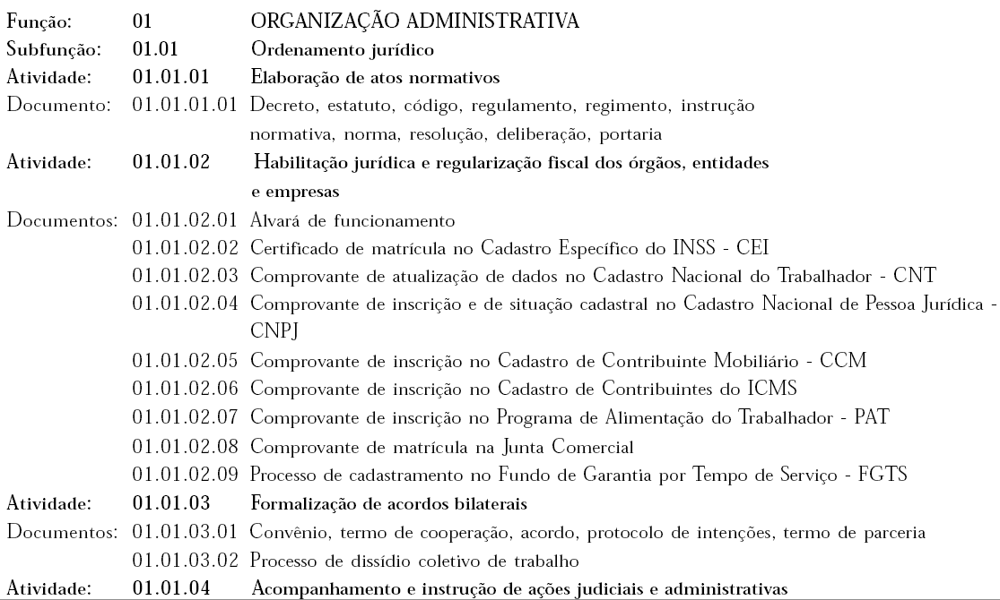 Função: 01 ORGANIZAÇÃO ADMINISTRATIVA
Subfunção: 01.01 Ordenamento jurídico
Atividade: 01.01.01 Elaboração de atos normativos
Documento: 01.01.01.01 Decreto, estatuto, código, regulamento, regimento, instrução
normativa, norma, resolução, deliberação, portaria
Atividade: 01.01.02 Habilitação jurídica e regularização fiscal dos órgãos, entidades
e empresas
Documentos: 01.01.02.01 Alvará de funcionamento
01.01.02.02 Certificado de matrícula no Cadastro Específico do INSS - CEI
01.01.02.03 Comprovante de atualização de dados no Cadastro Nacional do Trabalhador - CNT
01.01.02.04 Comprovante de inscrição e de situação cadastral no Cadastro Nacional de Pessoa Jurídica -
CNPJ
01.01.02.05 Comprovante de inscrição no Cadastro de Contribuinte Mobiliário - CCM
01.01.02.06 Comprovante de inscrição no Cadastro de Contribuintes do ICMS
01.01.02.07 Comprovante de inscrição no Programa de Alimentação do Trabalhador - PAT
01.01.02.08 Comprovante de matrícula na Junta Comercial
01.01.02.09 Processo de cadastramento no Fundo de Garantia por Tempo de Serviço - FGTS
Atividade: 01.01.03 Formalização de acordos bilaterais
Documentos: 01.01.03.01 Convênio, termo de cooperação, acordo, protocolo de intenções, termo de parceria
01.01.03.02 Processo de dissídio coletivo de trabalho
Atividade: 01.01.04 Acompanhamento e instrução de ações judiciais e administrativas